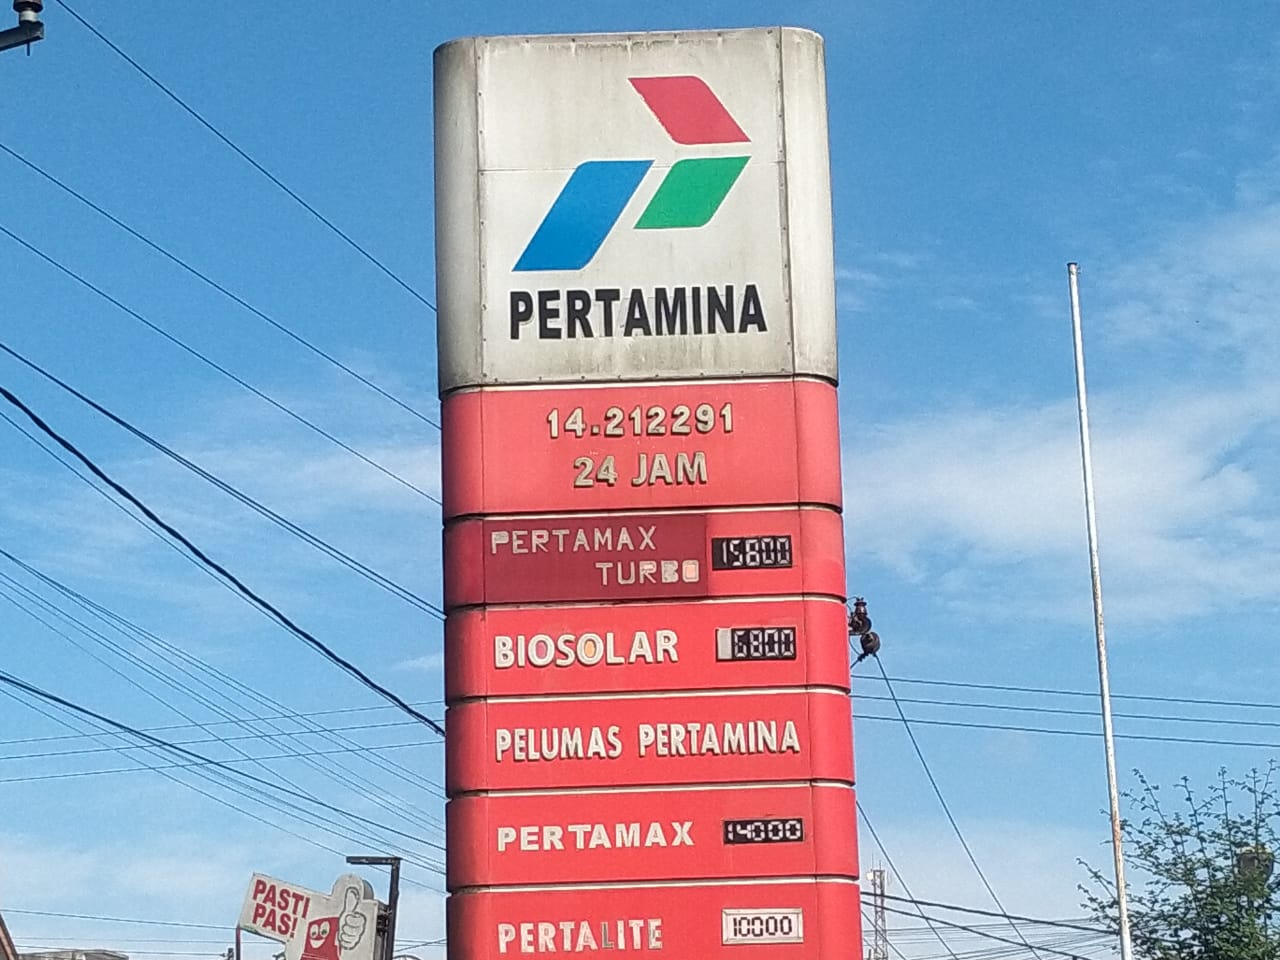 PERTAMINA
14.212291
24 JAM
PERTAMAX
TURBO 15800
BIOSOLAR 6800
PELUMAS PERTAMINA
PERTAMAX 14000
PERTALITE 10000
PASTI
PAS!